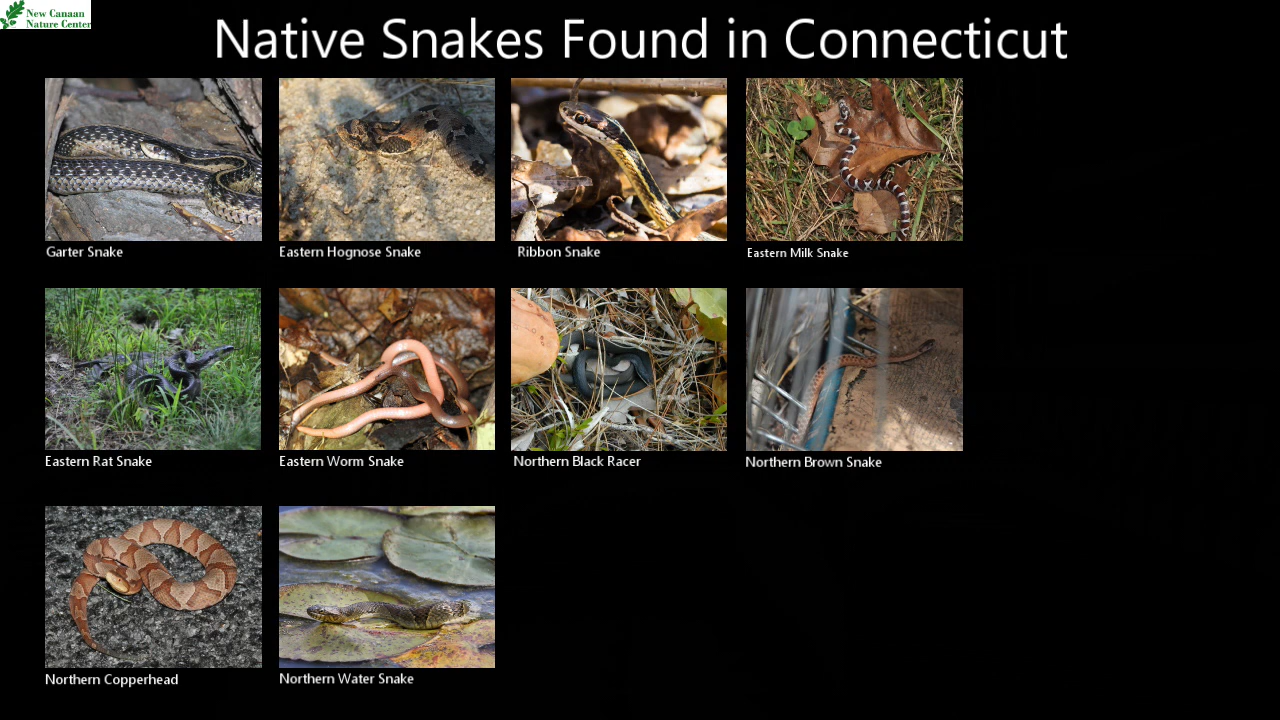 New Canaan
Nature Center
Native Snakes Found in Connecticut
Garter Snake
Eastern Hognose Snake
Ribbon Snake
Eastern Milk Snake
Eastern Rat Snake
Eastern Worm Snake
Northern Black Racer
Northern Brown Snake
Northern Copperhead
Northern Water Snake